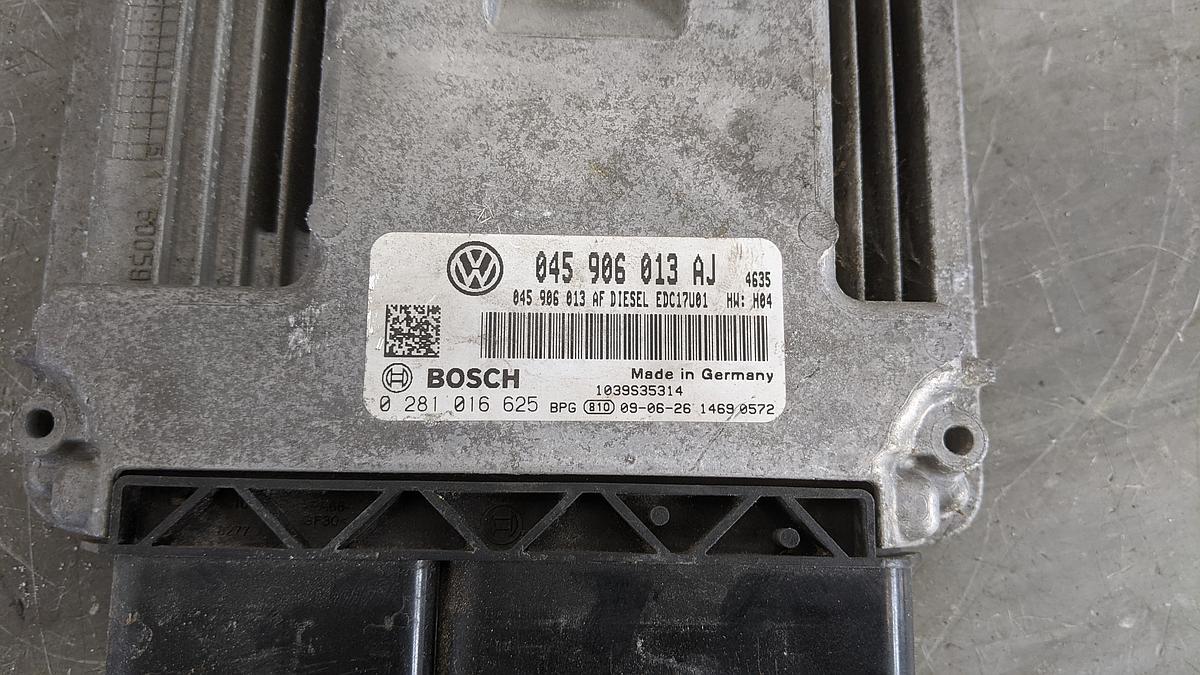 045 906 013 AJ 4635
045 906 013 AF DIESEL EDC17U01 HW: H04
Made in Germany
BOSCH
1039S35314
0 281 016 625 BPG 810 09-06-26 1469 0572